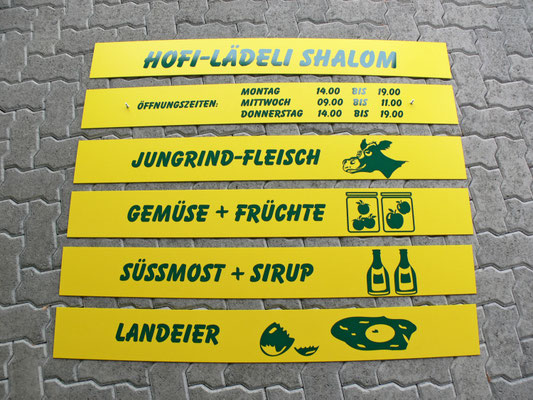 HOFI-LÄDELI SHALOM
ÖFFNUNGSZEITEN:
MONTAG 14.00 BIS 19.00
MITTWOCH 09.00 BIS 11.00
DONNERSTAG 14.00 BIS 19.00
JUNGRIND-FLEISCH
GEMÜSE + FRÜCHTE
SÜSSMOST + SIRUP
LANDEIER